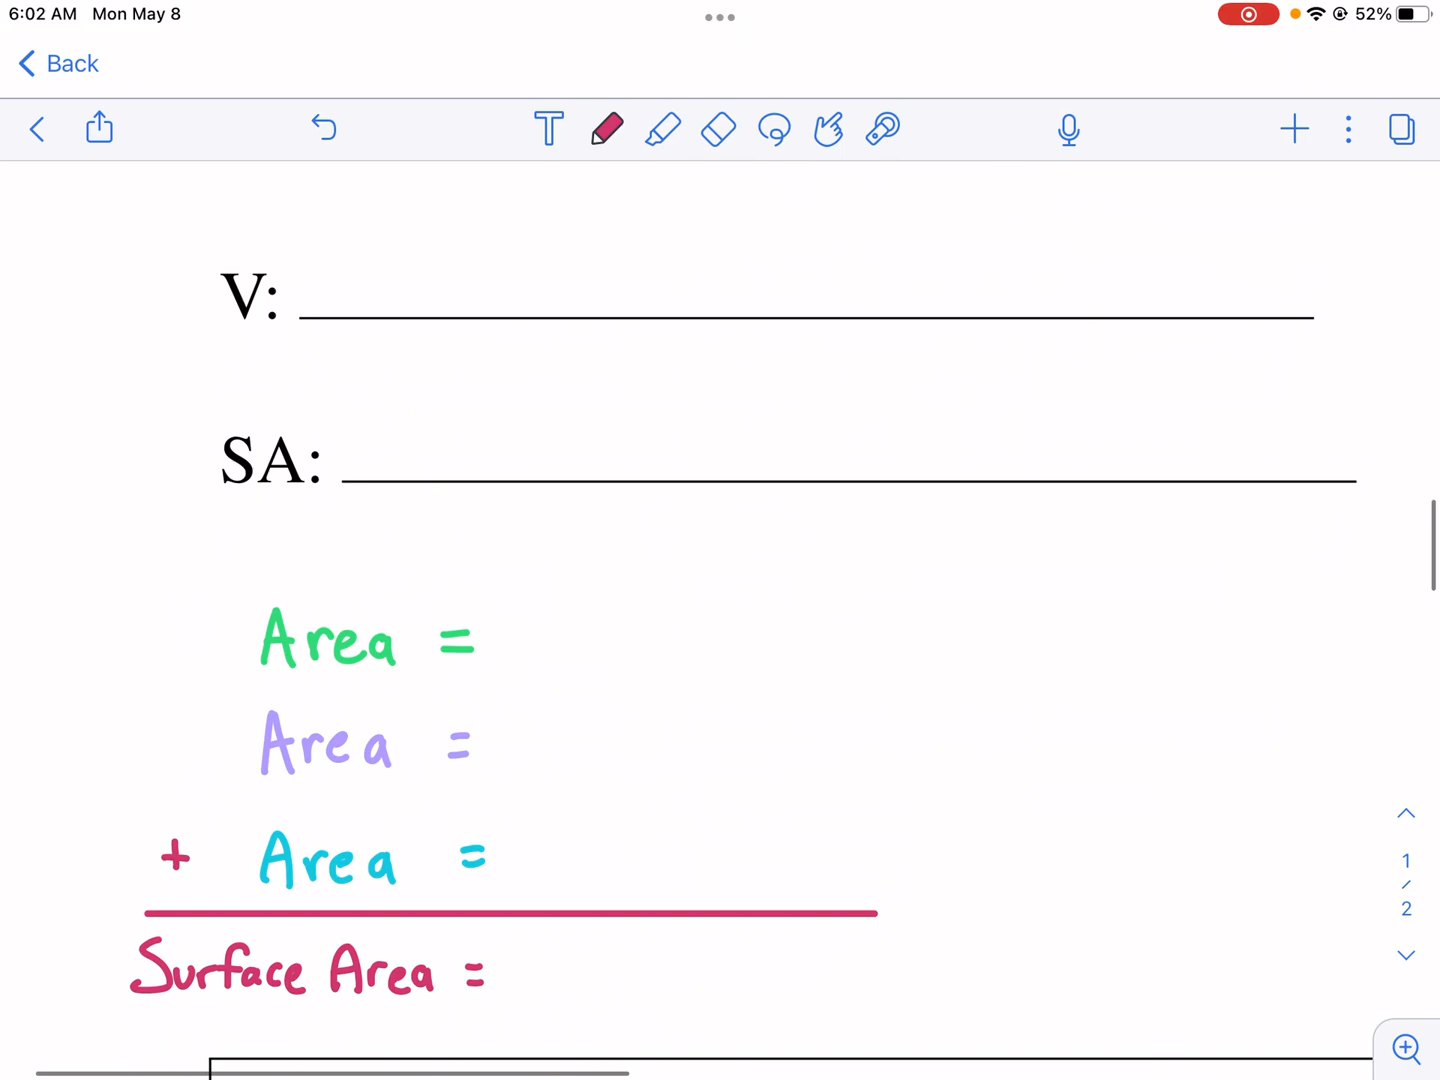 6:02 AM Mon May 8
52%
Back
T
V:
SA:
Area =
Area =
+ Area =
Surface Area =
1
/
2